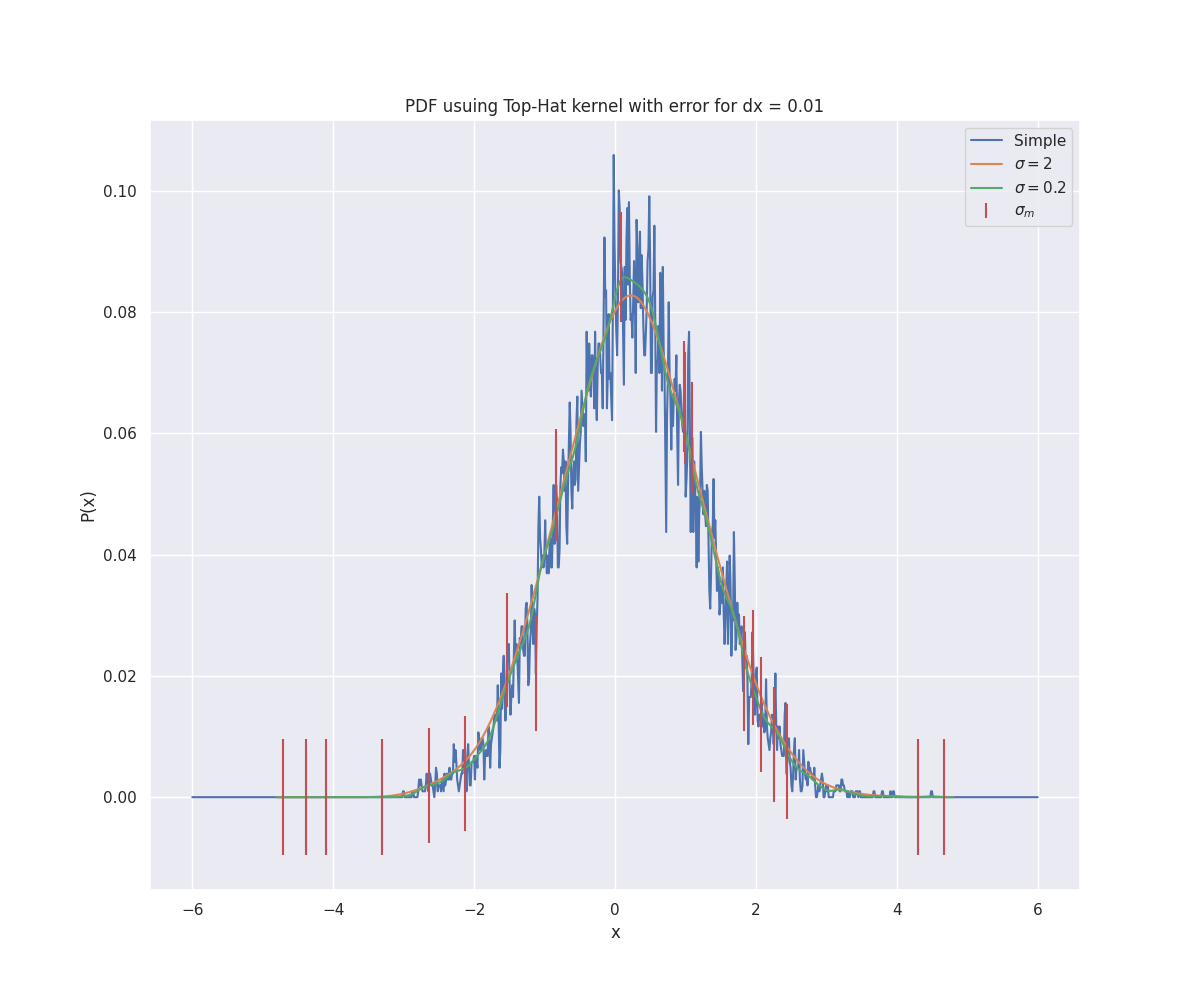 PDF usuing Top-Hat kernel with error for dx = 0.01
Simple
σ = 2
σ = 0.2
σₘ
0.10
0.08
0.06
0.04
0.02
0.00
P(x)
−6 −4 −2 0 2 4 6
x